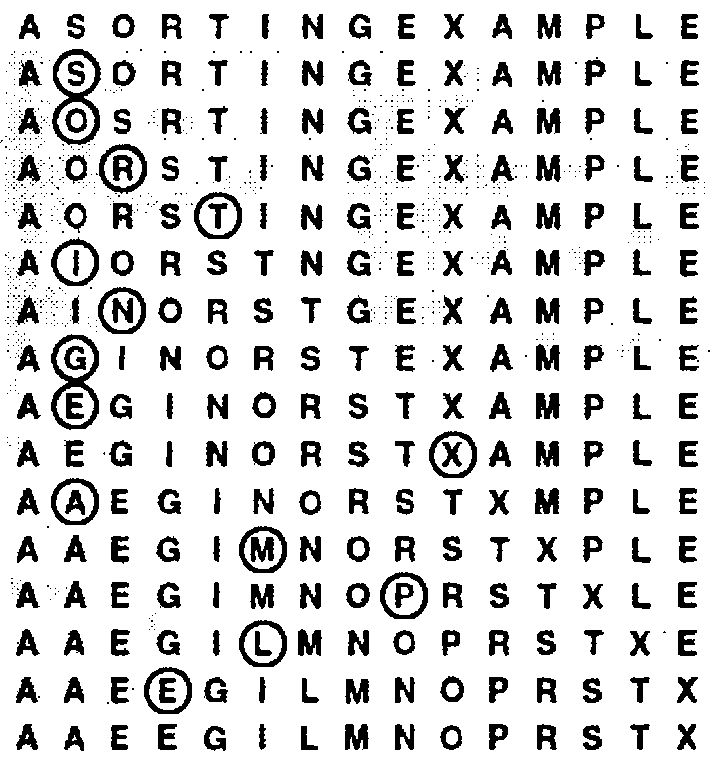 A S O R T I N G E X A M P L E
A S O R T I N G E X A M P L E
A O S R T I N G E X A M P L E
A O R S T I N G E X A M P L E
A O R S T I N G E X A M P L E
A I O R S T N G E X A M P L E
A I N O R S T G E X A M P L E
A G I N O R S T E X A M P L E
A E G I N O R S T X A M P L E
A E G I N O R S T X A M P L E
A A E G I N O R S T X M P L E
A A E G I M N O R S T X P L E
A A E G I M N O P R S T X L E
A A E G I L M N O P R S T X E
A A E E G I L M N O P R S T X
A A E E G I L M N O P R S T X